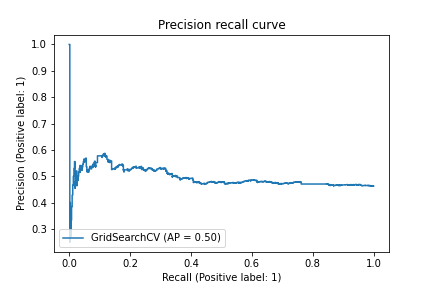 Precision recall curve
Precision (Positive label: 1)
1.0
0.9
0.8
0.7
0.6
0.5
0.4
0.3
GridSearchCV (AP = 0.50)
0.0 0.2 0.4 0.6 0.8 1.0
Recall (Positive label: 1)